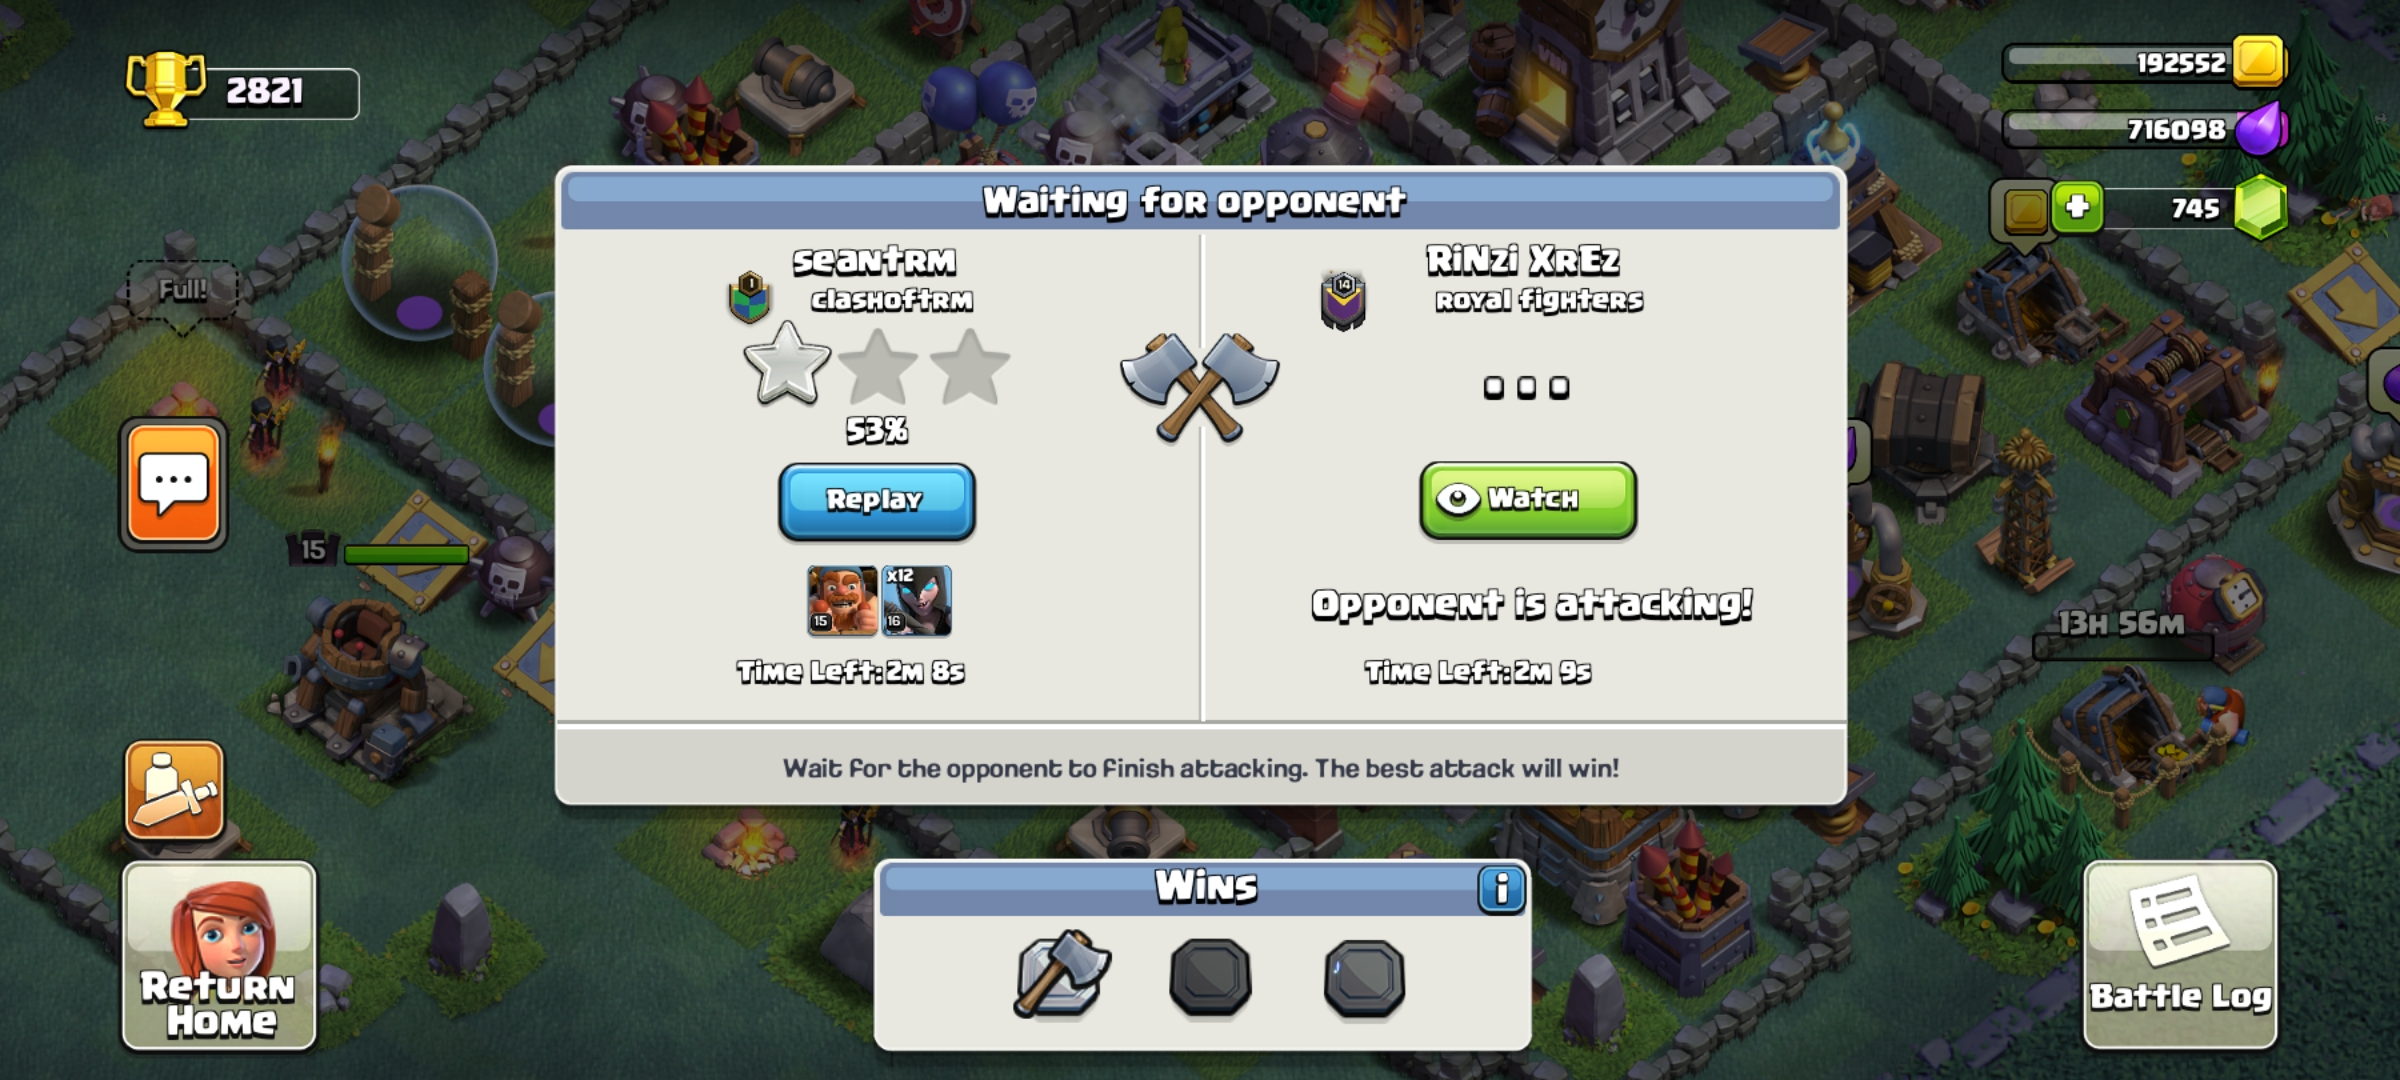 2821
192552
716098
745
Full!
15
Waiting for opponent
seantrm
clashoftrm
1
53%
Replay
x12
15
16
Time Left:2m 8s
RiNzi XrEz
royal fighters
14
Watch
Opponent is attacking!
Time Left:2m 9s
Wait for the opponent to finish attacking. The best attack will win!
13H 56M
Wins
i
Return
Home
Battle Log